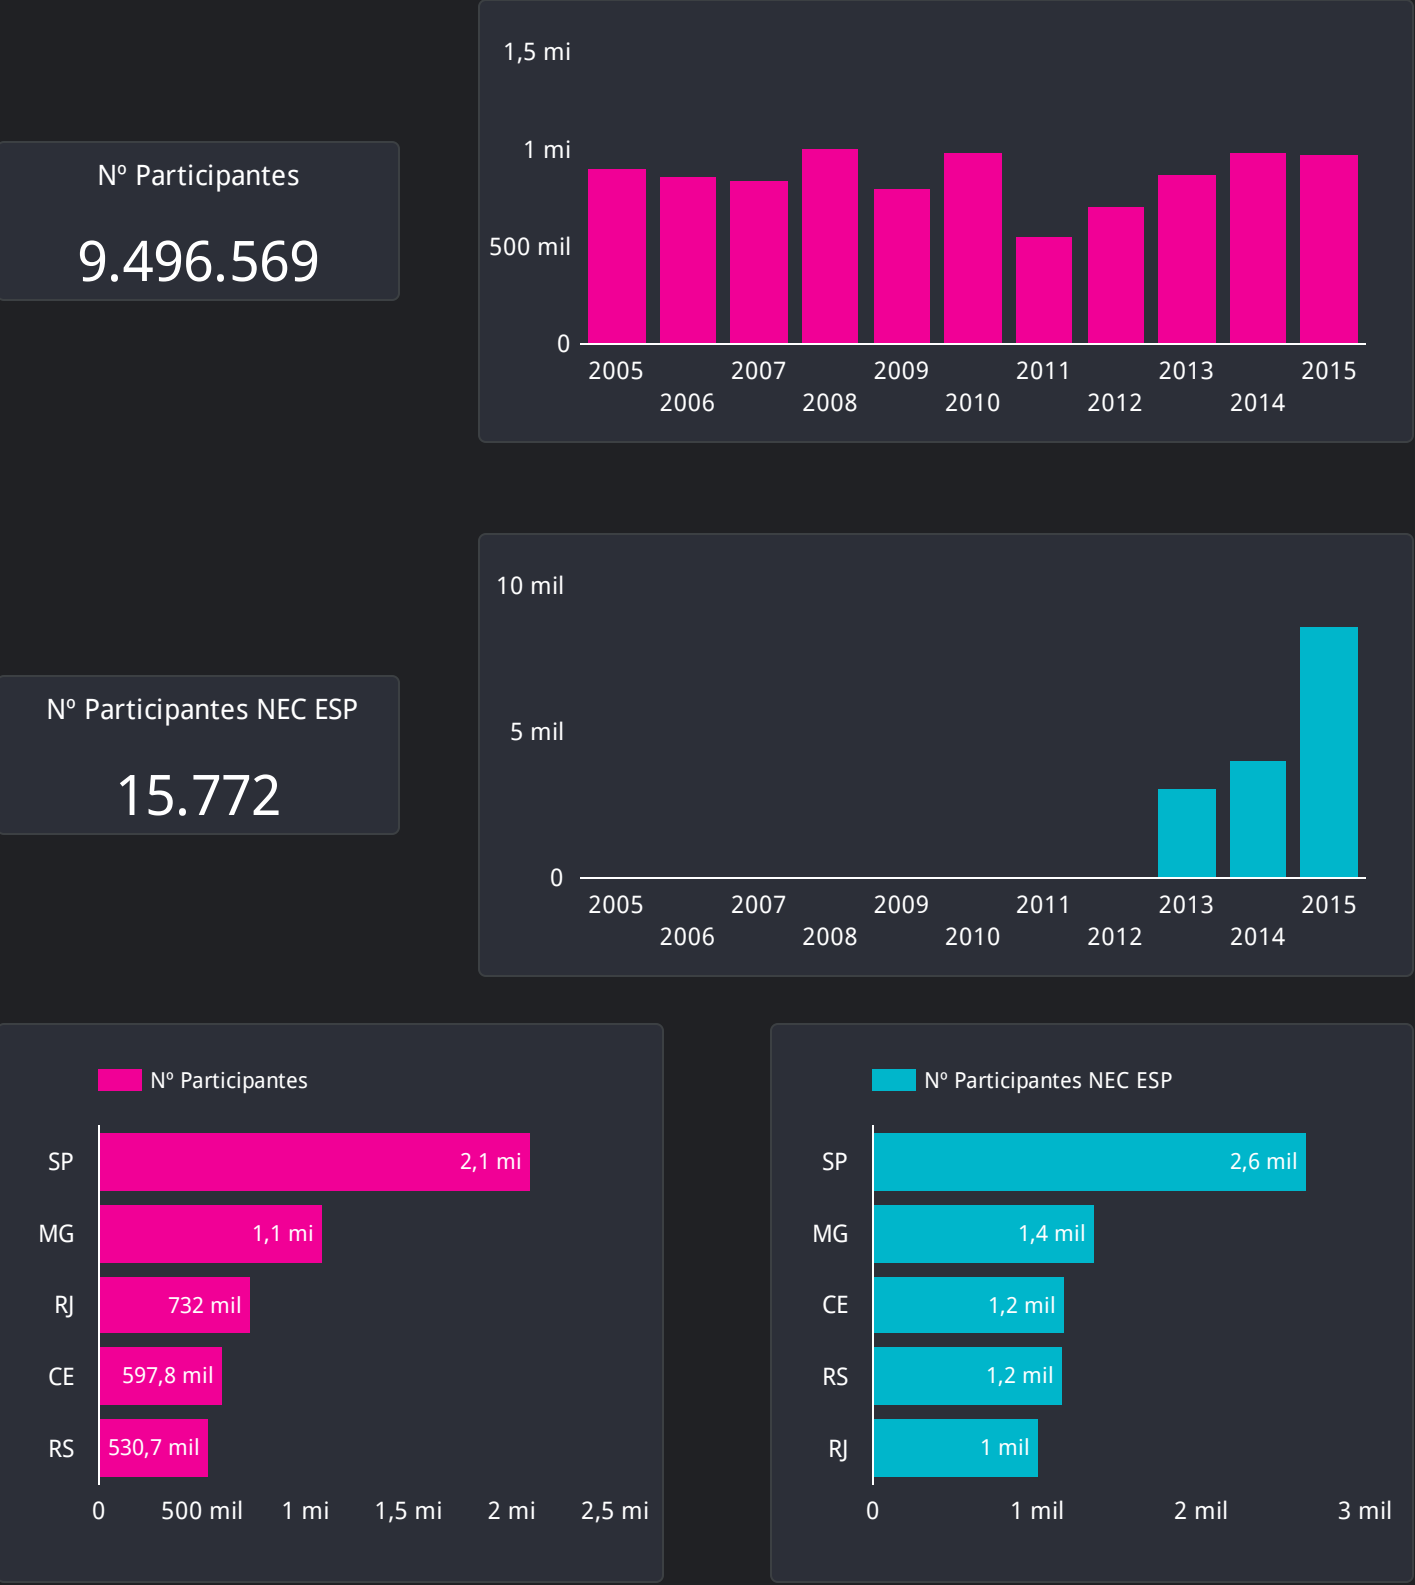 Nº Participantes
9.496.569
1,5 mi
1 mi
500 mil
0
2005 2007 2009 2011 2013 2015
2006 2008 2010 2012 2014
Nº Participantes NEC ESP
15.772
10 mil
5 mil
0
2005 2007 2009 2011 2013 2015
2006 2008 2010 2012 2014
Nº Participantes
SP 2,1 mi
MG 1,1 mi
RJ 732 mil
CE 597,8 mil
RS 530,7 mil
0 500 mil 1 mi 1,5 mi 2 mi 2,5 mi
Nº Participantes NEC ESP
SP 2,6 mil
MG 1,4 mil
CE 1,2 mil
RS 1,2 mil
RJ 1 mil
0 1 mil 2 mil 3 mil